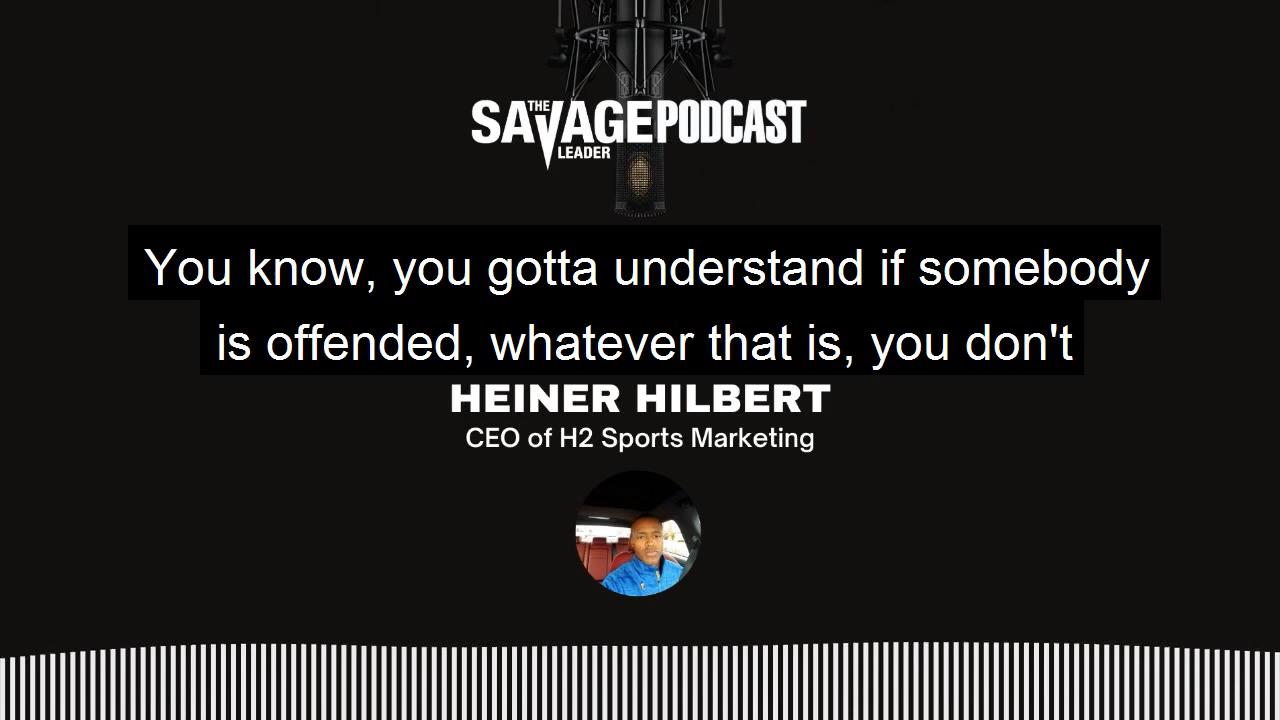 THE
SAVAGE PODCAST
LEADER
You know, you gotta understand if somebody
is offended, whatever that is, you don't
HEINER HILBERT
CEO of H2 Sports Marketing